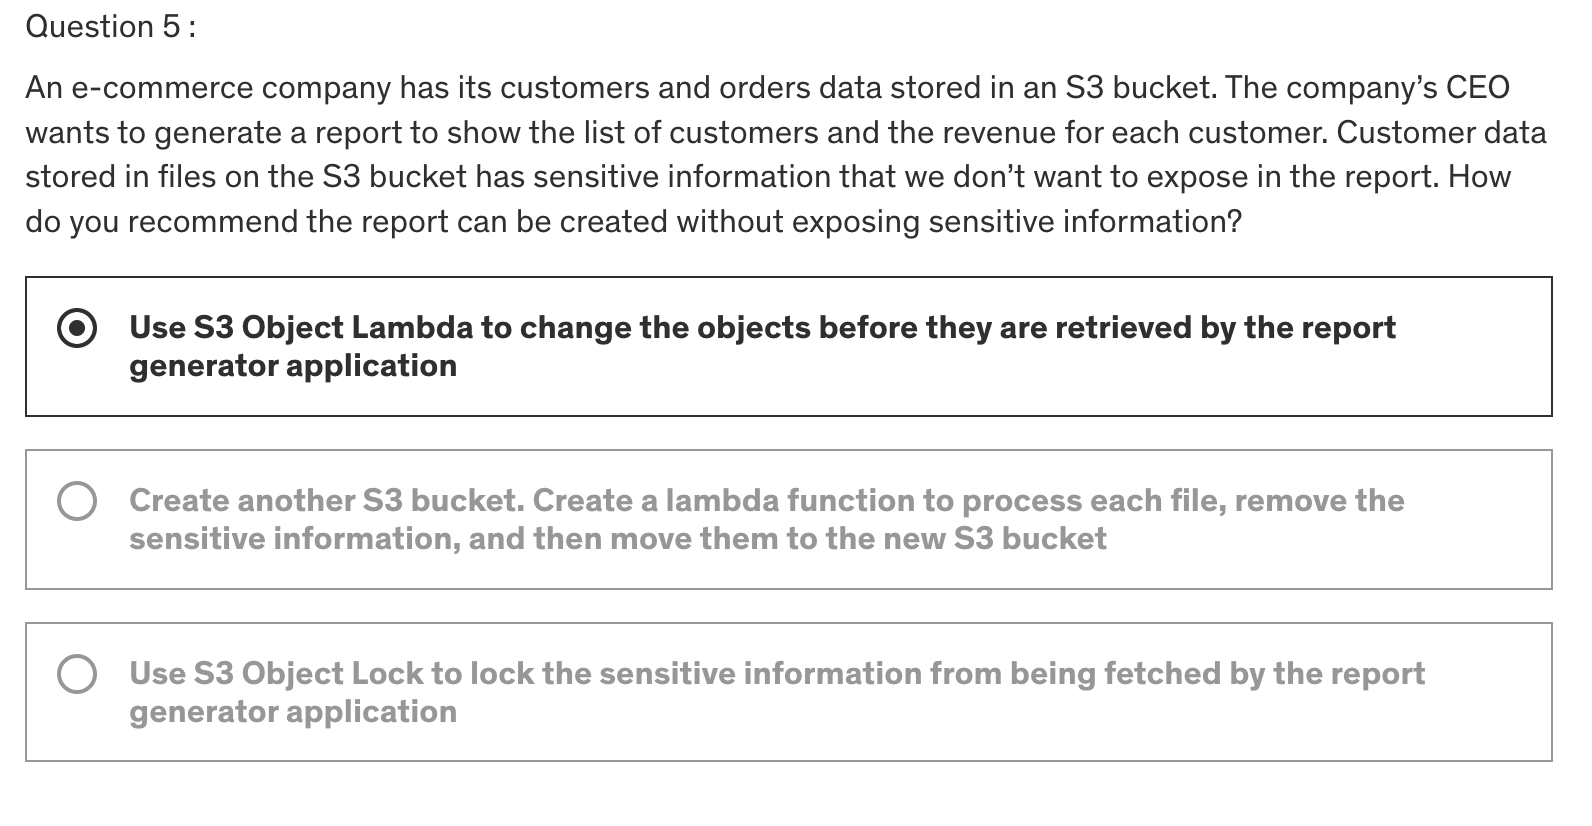 Question 5 :
An e-commerce company has its customers and orders data stored in an S3 bucket. The company’s CEO
wants to generate a report to show the list of customers and the revenue for each customer. Customer data
stored in files on the S3 bucket has sensitive information that we don’t want to expose in the report. How
do you recommend the report can be created without exposing sensitive information?
Use S3 Object Lambda to change the objects before they are retrieved by the report
generator application
Create another S3 bucket. Create a lambda function to process each file, remove the
sensitive information, and then move them to the new S3 bucket
Use S3 Object Lock to lock the sensitive information from being fetched by the report
generator application